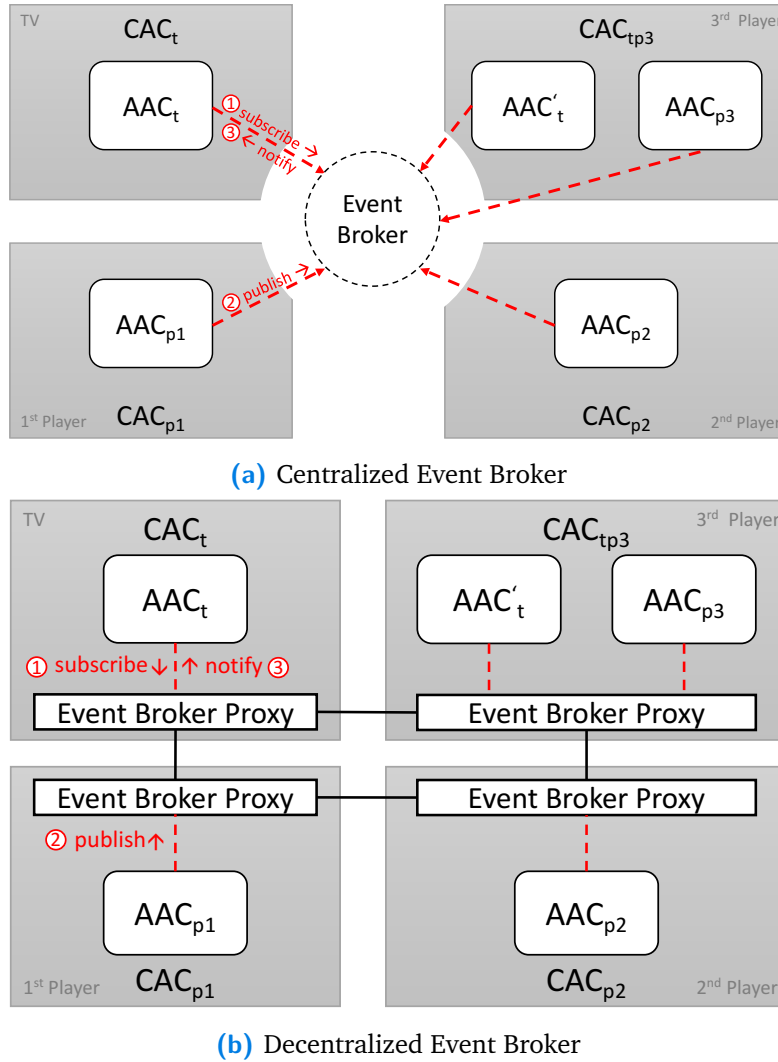 TV
CAC_t
AAC_t
① subscribe →
③ ← notify
3rd Player
CAC_tp3
AAC'_t
AAC_p3
Event
Broker
② publish →
AAC_p1
1st Player
CAC_p1
AAC_p2
CAC_p2
2nd Player
(a) Centralized Event Broker
TV
CAC_t
AAC_t
① subscribe ↓ ↑ notify ③
Event Broker Proxy
3rd Player
CAC_tp3
AAC'_t
AAC_p3
Event Broker Proxy
Event Broker Proxy
② publish ↑
AAC_p1
1st Player
CAC_p1
Event Broker Proxy
AAC_p2
CAC_p2
2nd Player
(b) Decentralized Event Broker